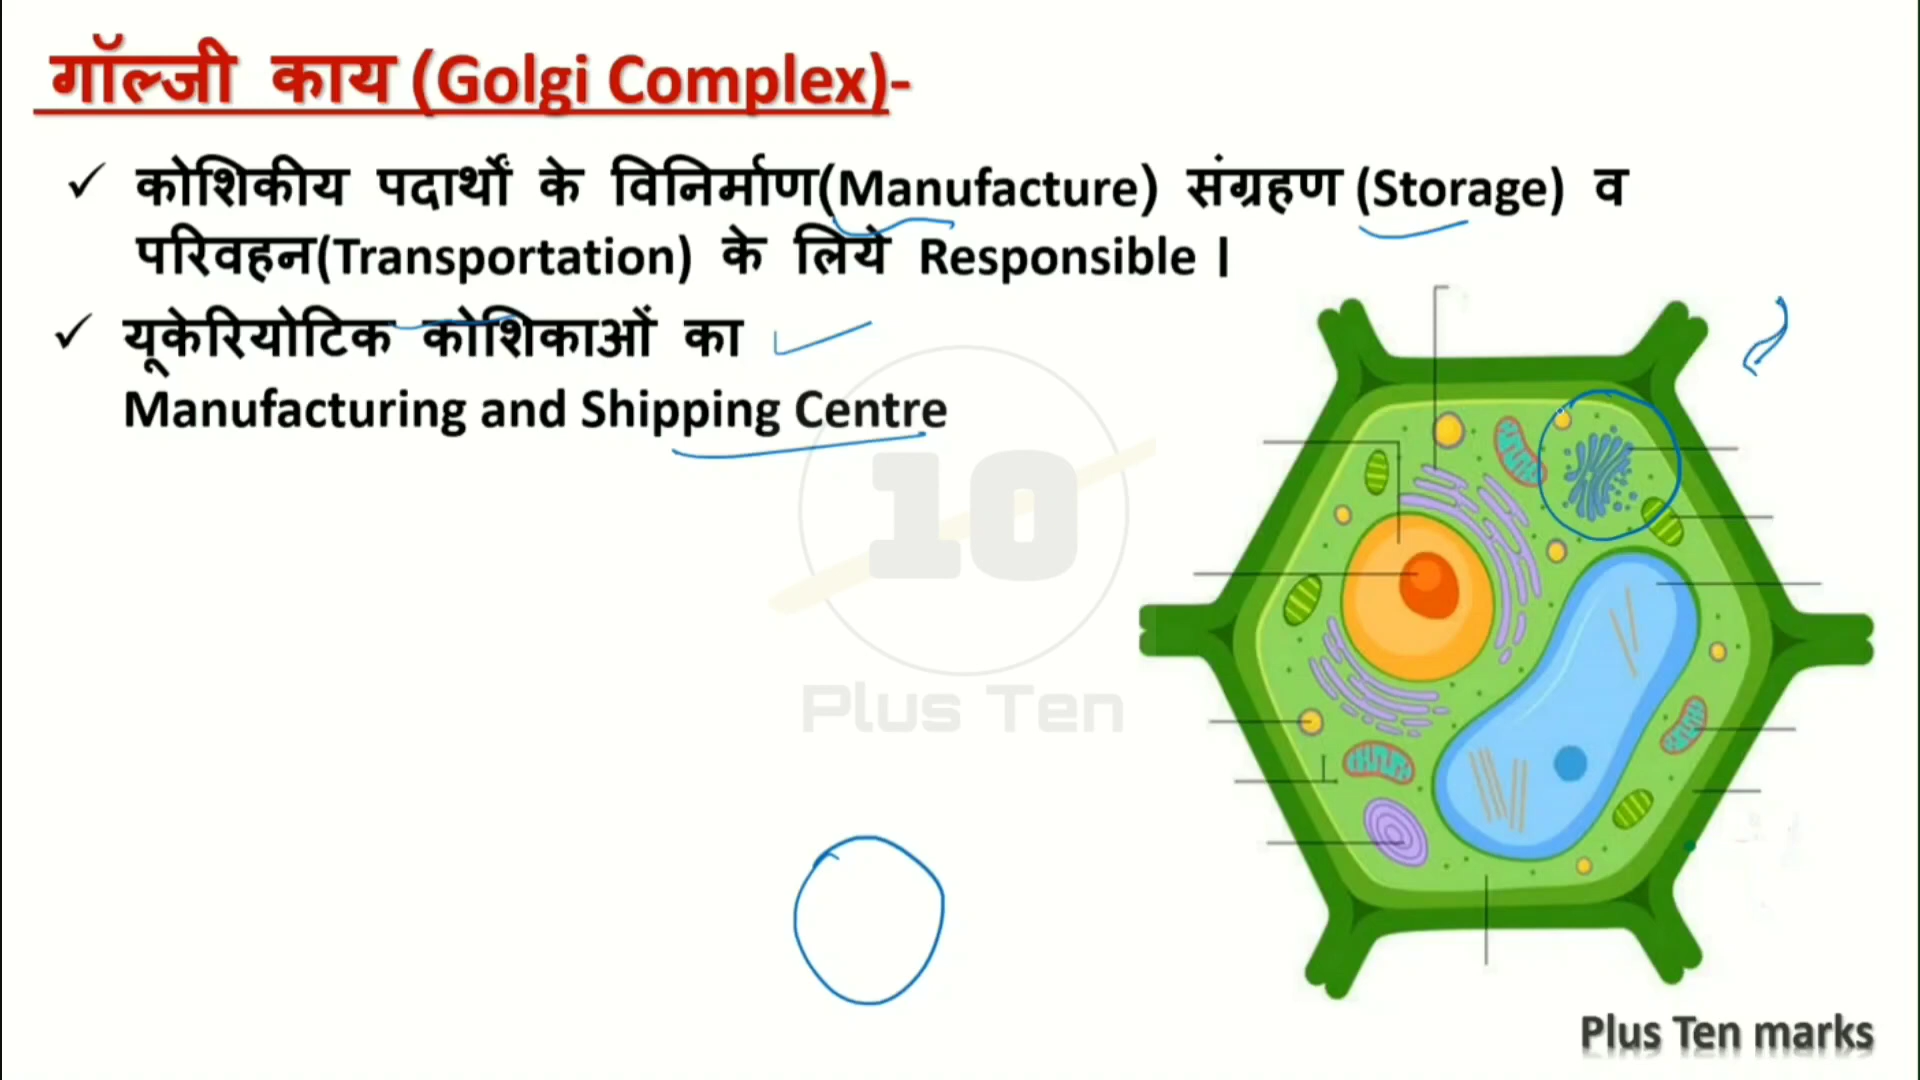 गॉल्जी काय (Golgi Complex)-
✓ कोशिकीय पदार्थों के विनिर्माण(Manufacture) संग्रहण (Storage) व
परिवहन(Transportation) के लिये Responsible ।
✓ यूकेरियोटिक कोशिकाओं का
Manufacturing and Shipping Centre
10
Plus Ten
Plus Ten marks